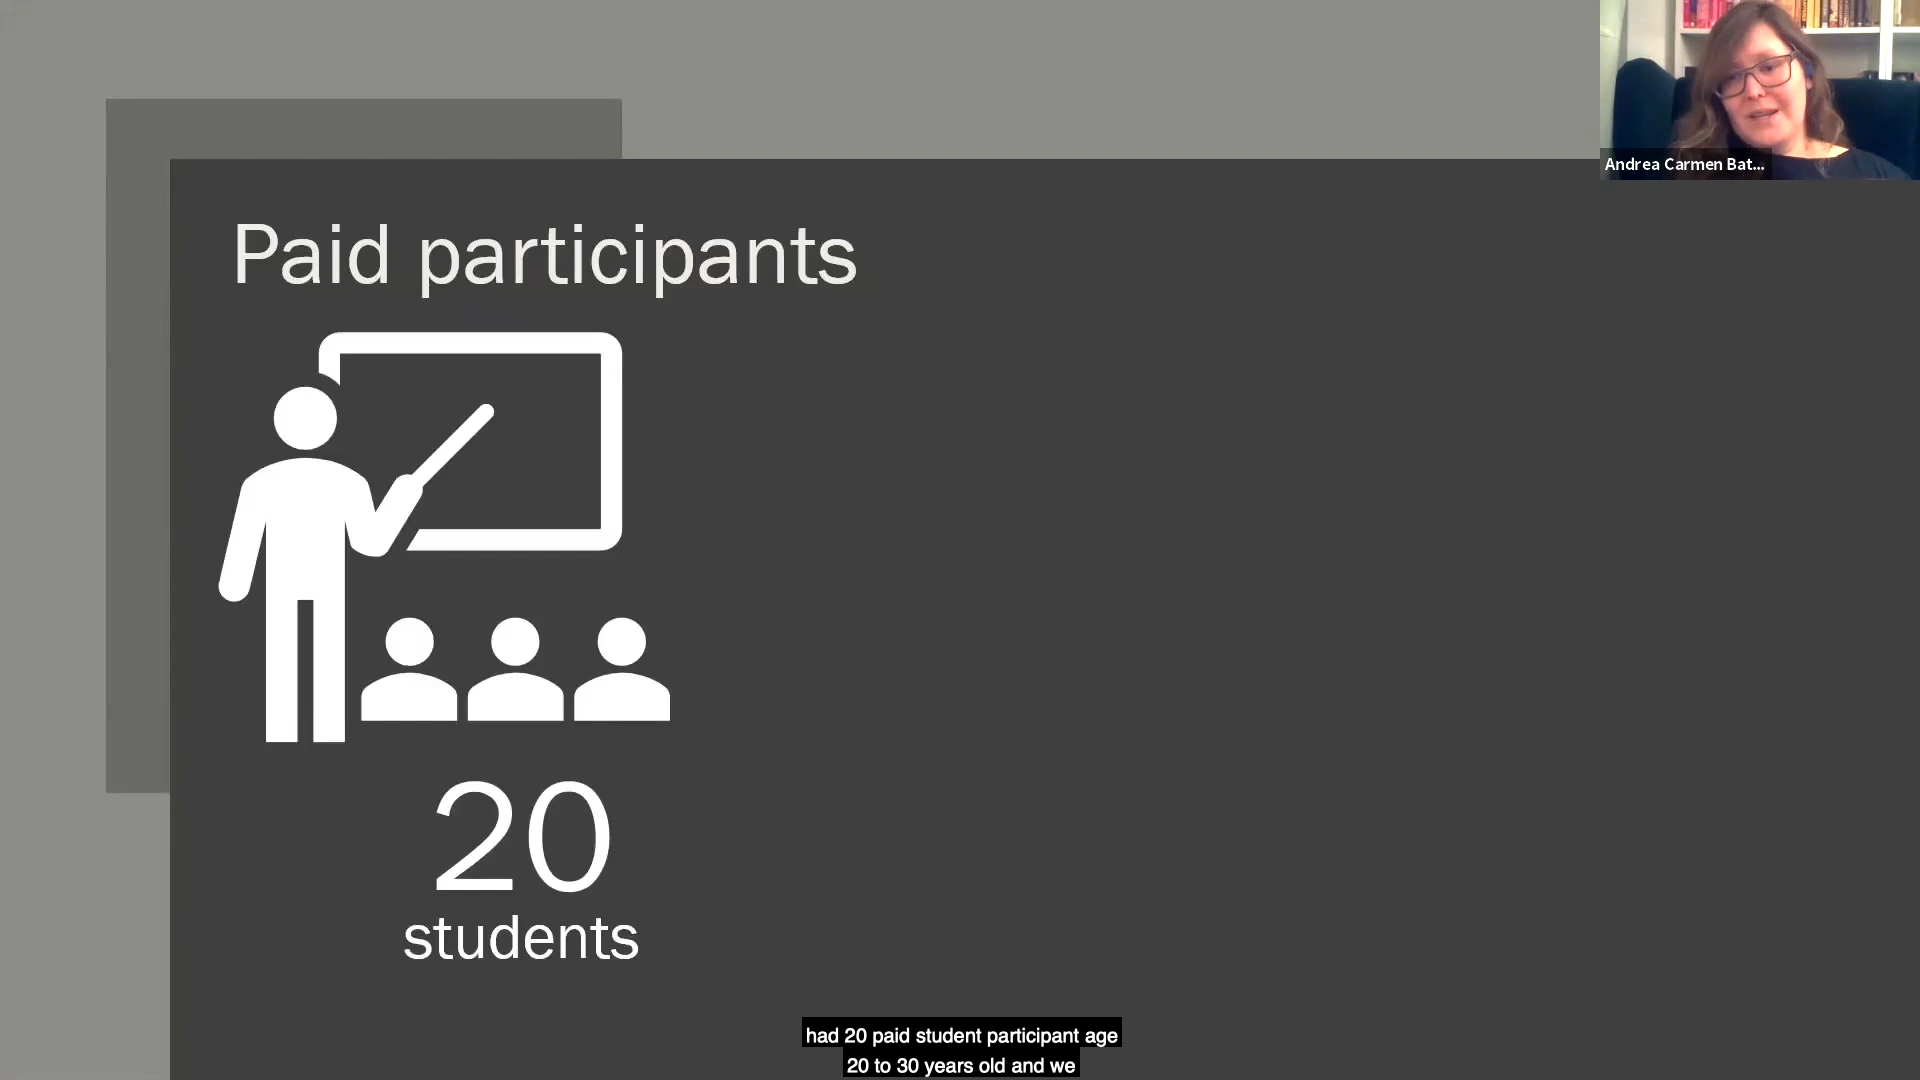 Andrea Carmen Bat...
Paid participants
20
students
had 20 paid student participant age
20 to 30 years old and we